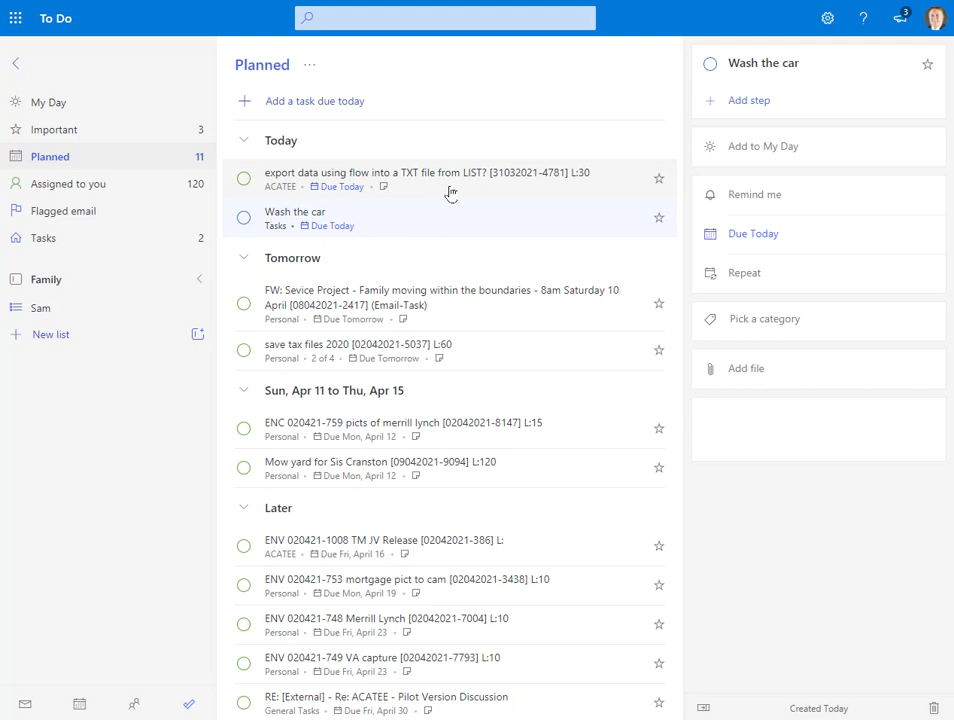 To Do
3
Planned
Add a task due today
My Day
Important 3
Planned 11
Assigned to you 120
Flagged email
Tasks 2
Family
Sam
New list
Today
export data using flow into a TXT file from LIST? [31032021-4781] L:30
ACATEE • Due Today •
Wash the car
Tasks • Due Today
Tomorrow
FW: Sevice Project - Family moving within the boundaries - 8am Saturday 10
April [08042021-2417] (Email-Task)
Personal • Due Tomorrow •
save tax files 2020 [02042021-5037] L:60
Personal • 2 of 4 • Due Tomorrow •
Sun, Apr 11 to Thu, Apr 15
ENC 020421-759 picts of merrill lynch [02042021-8147] L:15
Personal • Due Mon, April 12 •
Mow yard for Sis Cranston [09042021-9094] L:120
Personal • Due Mon, April 12 •
Later
ENV 020421-1008 TM JV Release [02042021-386] L:
ACATEE • Due Fri, April 16 •
ENV 020421-753 mortgage pict to cam [02042021-3438] L:10
Personal • Due Mon, April 19 •
ENV 020421-748 Merrill Lynch [02042021-7004] L:10
Personal • Due Fri, April 23 •
ENV 020421-749 VA capture [02042021-7793] L:10
Personal • Due Fri, April 23 •
RE: [External] - Re: ACATEE - Pilot Version Discussion
General Tasks • Due Fri, April 30 •
Wash the car
Add step
Add to My Day
Remind me
Due Today
Repeat
Pick a category
Add file
Created Today